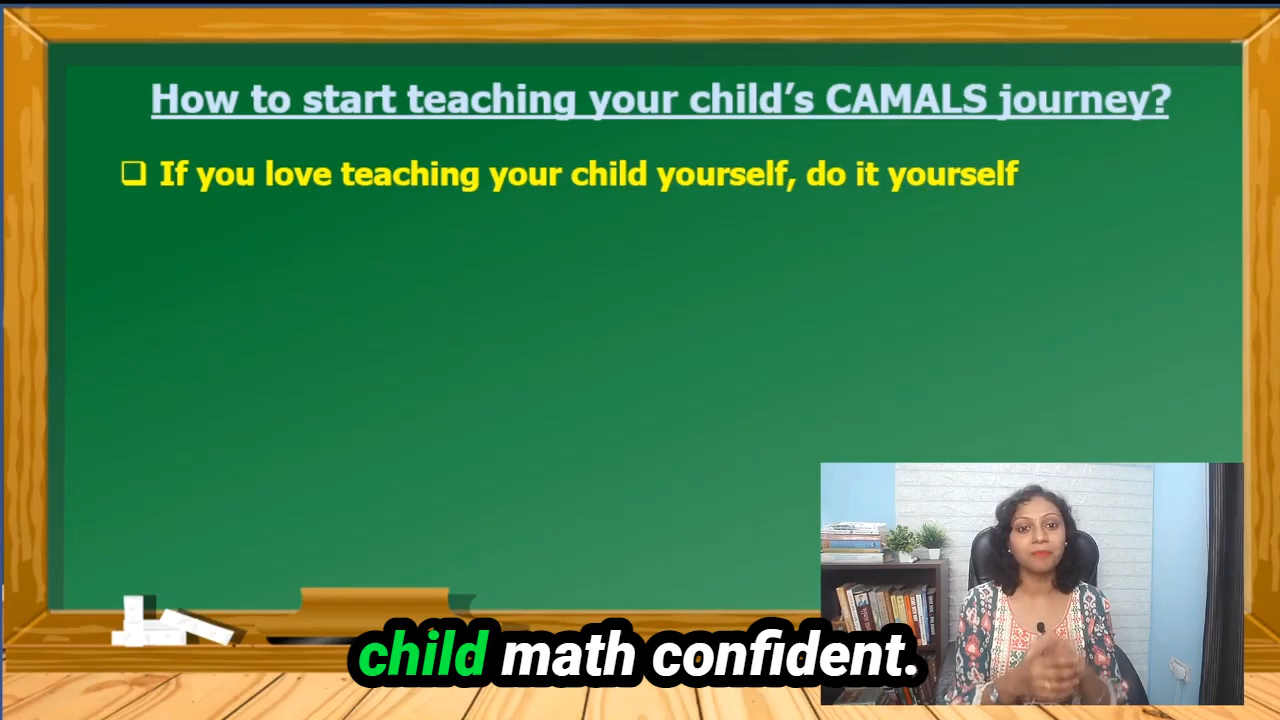 How to start teaching your child's CAMALS journey?
❑ If you love teaching your child yourself, do it yourself
child math confident.